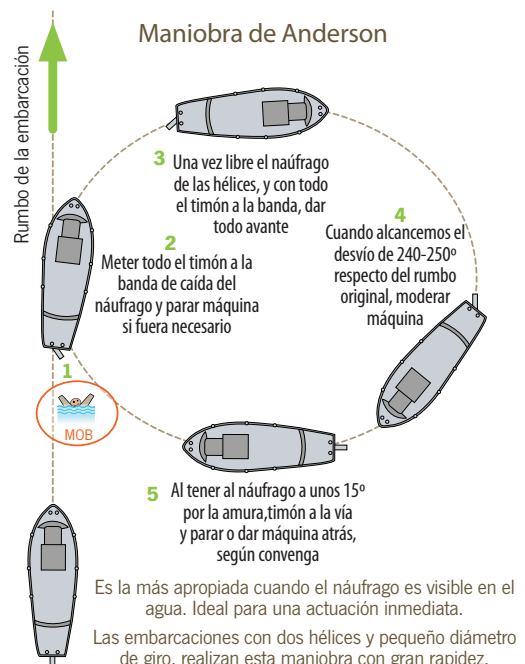 Maniobra de Anderson
Rumbo de la embarcación
1
MOB
2
Meter todo el timón a la
banda de caída del
náufrago y parar máquina
si fuera necesario
3 Una vez libre el naúfrago
de las hélices, y con todo
el timón a la banda, dar
todo avante
4
Cuando alcancemos el
desvío de 240-250º
respecto del rumbo
original, moderar
máquina
5 Al tener al náufrago a unos 15º
por la amura,timón a la vía
y parar o dar máquina atrás,
según convenga
Es la más apropiada cuando el náufrago es visible en el
agua. Ideal para una actuación inmediata.
Las embarcaciones con dos hélices y pequeño diámetro
de giro, realizan esta maniobra con gran rapidez.